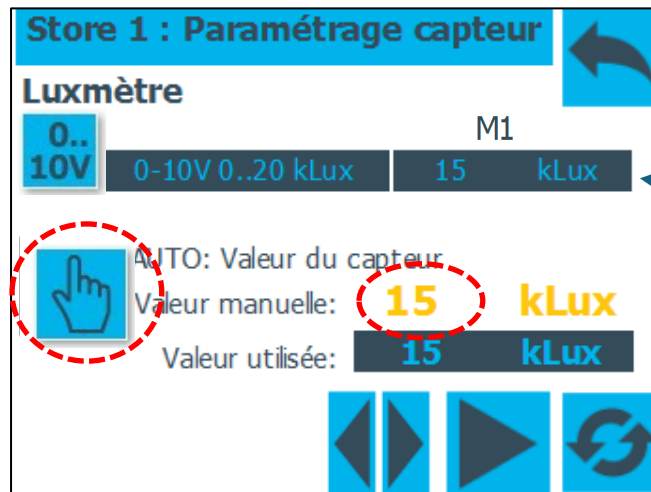 Store 1 : Paramétrage capteur
Luxmètre
M1
0..
10V
0-10V 0..20 kLux 15 kLux
AUTO: Valeur du capteur
Valeur manuelle: 15 kLux
Valeur utilisée: 15 kLux